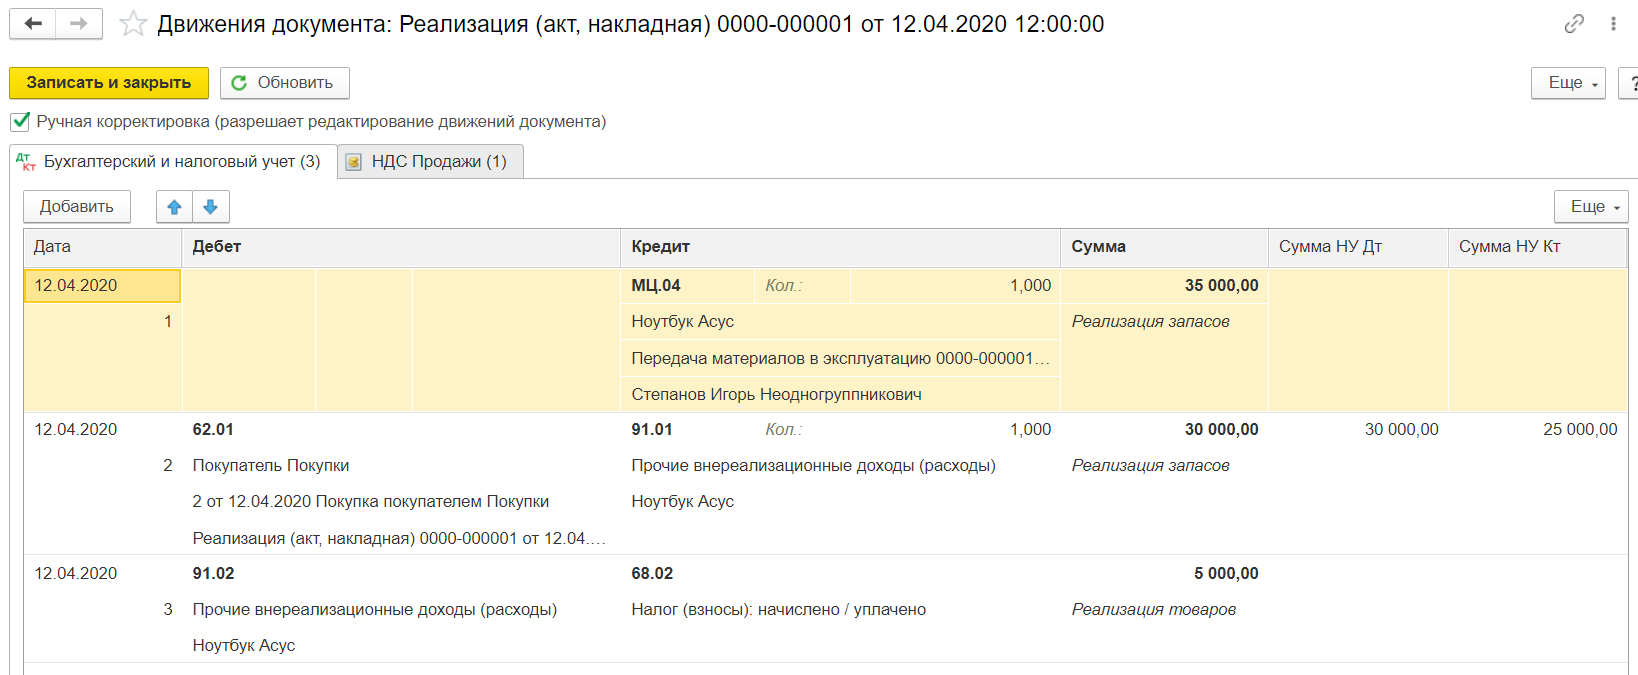 Движения документа: Реализация (акт, накладная) 0000-000001 от 12.04.2020 12:00:00
Записать и закрыть Обновить Еще ?
Ручная корректировка (разрешает редактирование движений документа)
Дт Кт Бухгалтерский и налоговый учет (3) НДС Продажи (1)
Добавить Еще
Дата Дебет Кредит Сумма Сумма НУ Дт Сумма НУ Кт
12.04.2020 МЦ.04 Кол.: 1,000 35 000,00
1 Ноутбук Асус Реализация запасов
Передача материалов в эксплуатацию 0000-000001...
Степанов Игорь Неодногруппникович
12.04.2020 62.01 91.01 Кол.: 1,000 30 000,00 30 000,00 25 000,00
2 Покупатель Покупки Прочие внереализационные доходы (расходы) Реализация запасов
2 от 12.04.2020 Покупка покупателем Покупки Ноутбук Асус
Реализация (акт, накладная) 0000-000001 от 12.04....
12.04.2020 91.02 68.02 5 000,00
3 Прочие внереализационные доходы (расходы) Налог (взносы): начислено / уплачено Реализация товаров
Ноутбук Асус